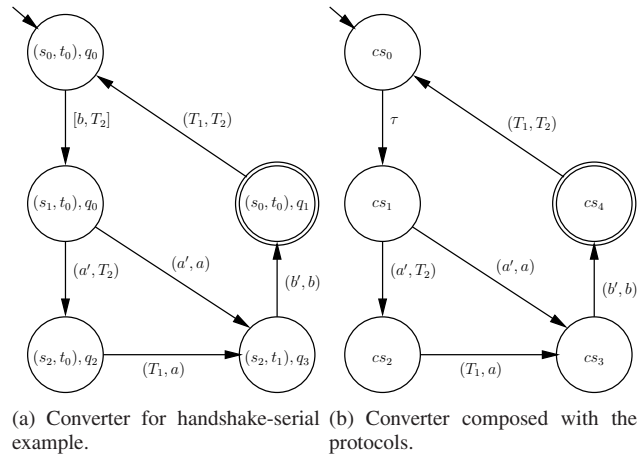 (s₀, t₀), q₀
cs₀
[b, T₂]
(T₁, T₂)
τ
(T₁, T₂)
(s₁, t₀), q₀
(s₀, t₀), q₁
cs₁
cs₄
(a′, T₂)
(a′, a)
(b′, b)
(a′, T₂)
(a′, a)
(b′, b)
(s₂, t₀), q₂
(T₁, a)
(s₂, t₁), q₃
cs₂
(T₁, a)
cs₃
(a) Converter for handshake-serial
example.
(b) Converter composed with the
protocols.